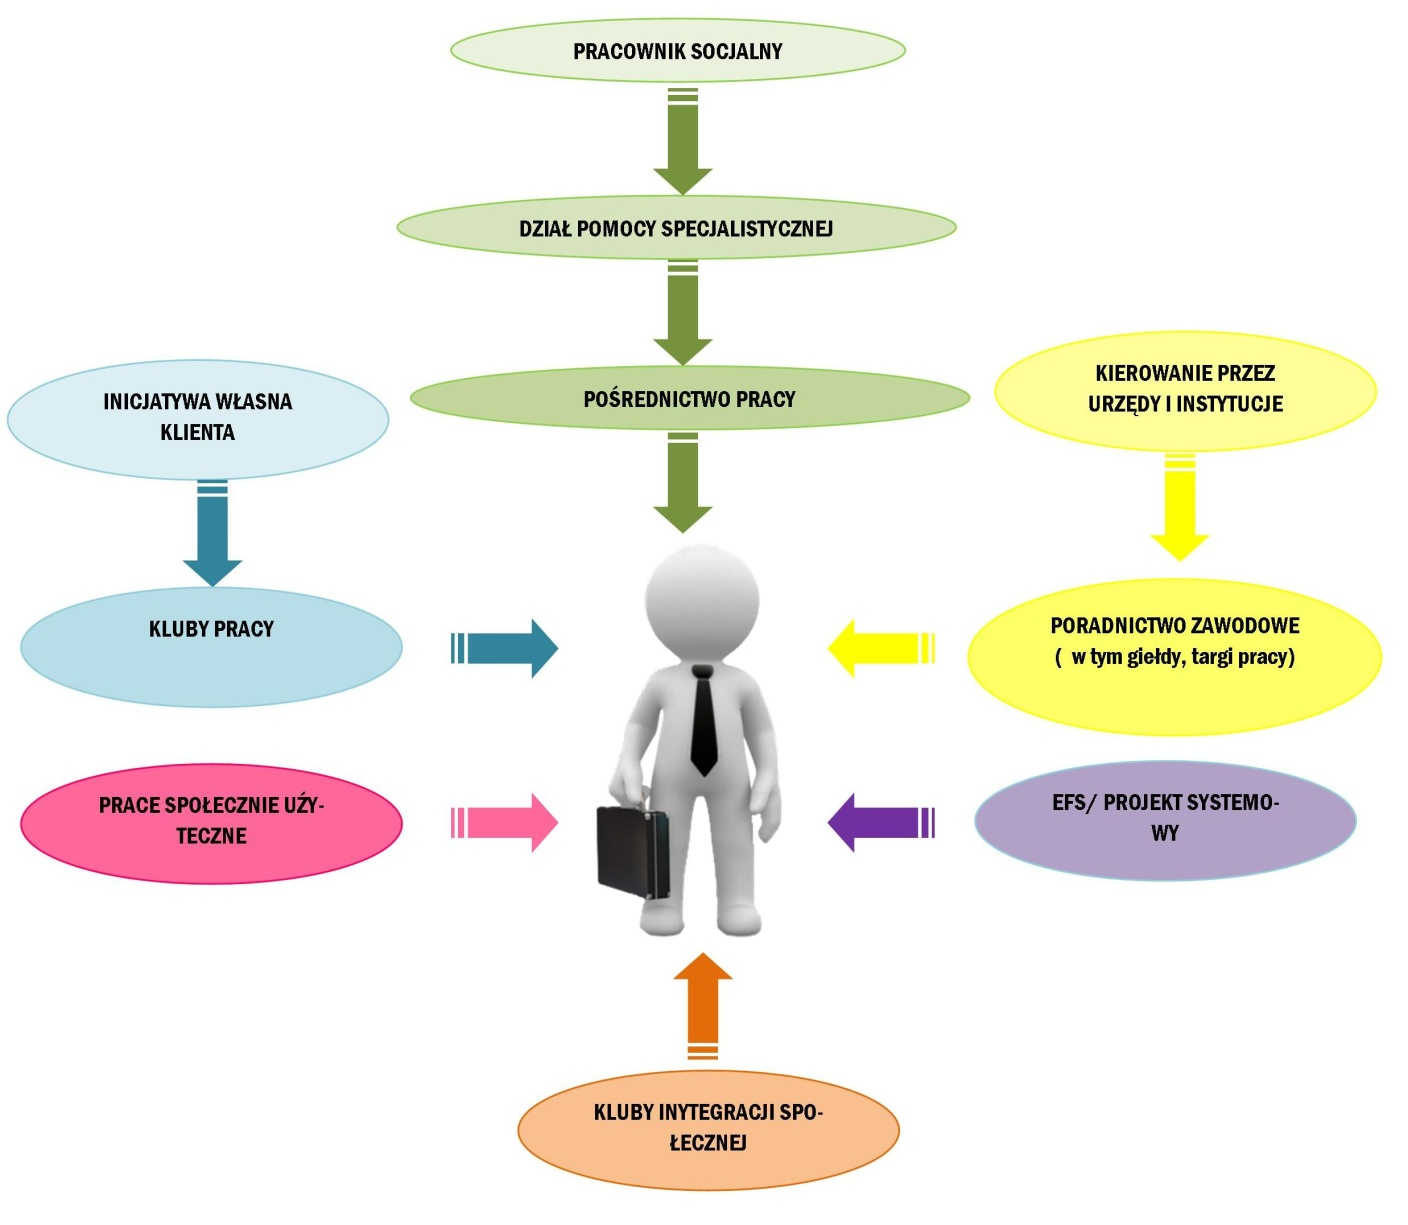 PRACOWNIK SOCJALNY
DZIAŁ POMOCY SPECJALISTYCZNEJ
POŚREDNICTWO PRACY
INICJATYWA WŁASNA
KLIENTA
KIEROWANIE PRZEZ
URZĘDY I INSTYTUCJE
KLUBY PRACY
PORADNICTWO ZAWODOWE
( w tym giełdy, targi pracy)
PRACE SPOŁECZNIE UŹY-
TECZNE
EFS/ PROJEKT SYSTEMO-
WY
KLUBY INYTEGRACJI SPO-
ŁECZNEJ